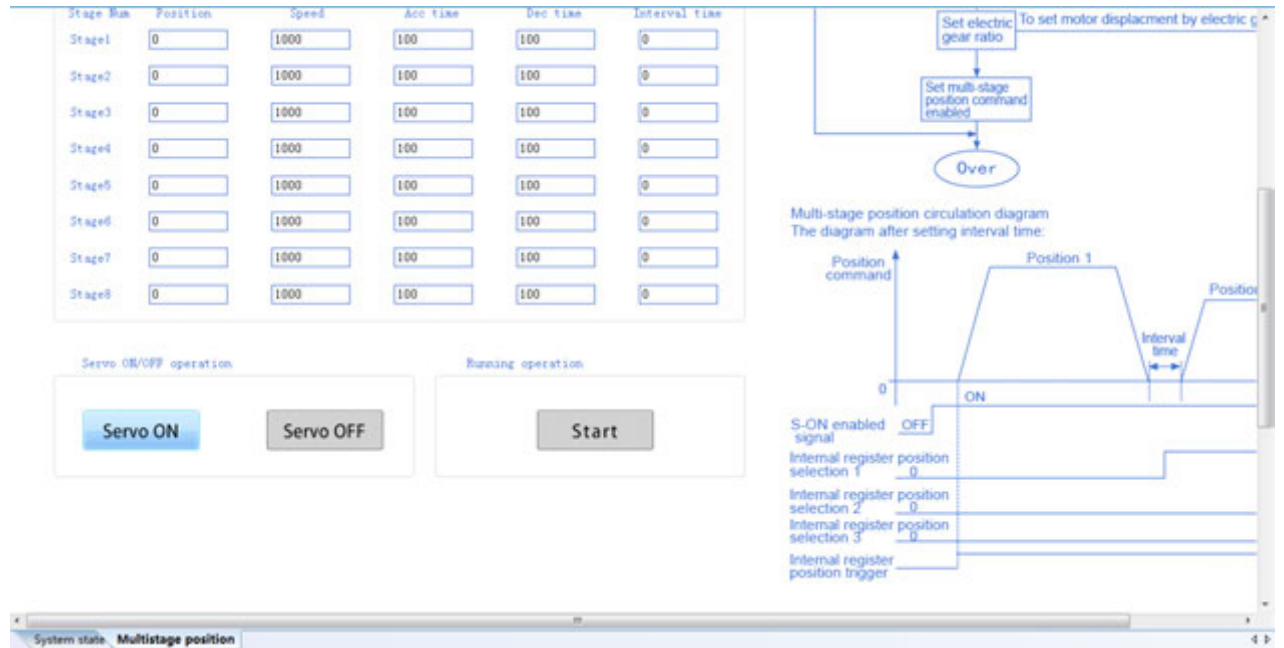 Stage Num Position Speed Acc time Dec time Interval time
Stage1 0 1000 100 100 0
Stage2 0 1000 100 100 0
Stage3 0 1000 100 100 0
Stage4 0 1000 100 100 0
Stage5 0 1000 100 100 0
Stage6 0 1000 100 100 0
Stage7 0 1000 100 100 0
Stage8 0 1000 100 100 0
Servo ON/OFF operation
Servo ON Servo OFF
Running operation
Start
Set electric
gear ratio
To set motor displacment by electric
Set multi-stage
position command
enabled
Over
Multi-stage position circulation diagram
The diagram after setting interval time:
Position
command
Position 1
Position
Interval
time
0
ON
S-ON enabled OFF
signal
Internal register position
selection 1 0
Internal register position
selection 2 0
Internal register position
selection 3 0
Internal register
position trigger
System state Multistage position